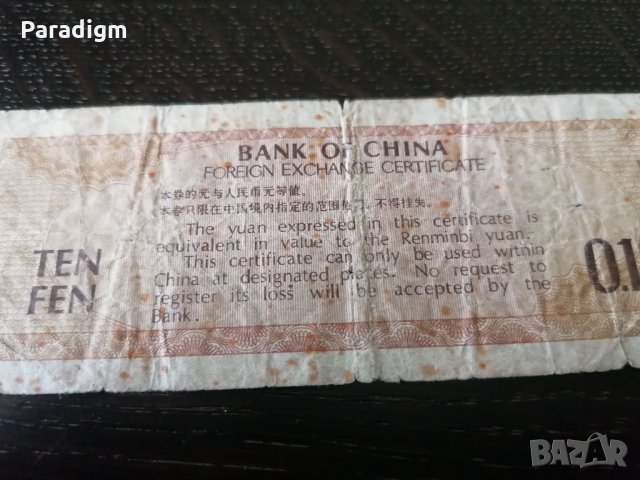 Paradigm
BANK OF CHINA
FOREIGN EXCHANGE CERTIFICATE
本券的元与人民币元等值。
本券只限在中国境内指定的范围使用，不得挂失。
The yuan expressed in this certificate is
equivalent in value to the Renminbi yuan.
This certificate can only be used within
China at designated places. No request to
register its loss will be accepted by the
Bank.
TEN
FEN
0.1
BAZAR